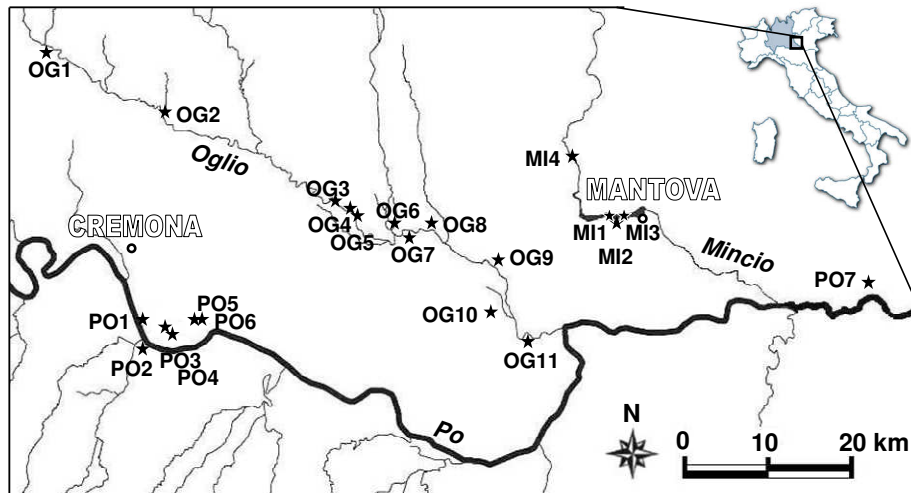 OG1
OG2
Oglio
MI4
OG3
OG6
OG8
MANTOVA
CREMONA
OG4
MI1
MI3
OG5
OG7
MI2
Mincio
OG9
PO7
PO5
OG10
PO1
PO6
PO2
PO3
OG11
PO4
Po
N
0 10 20 km